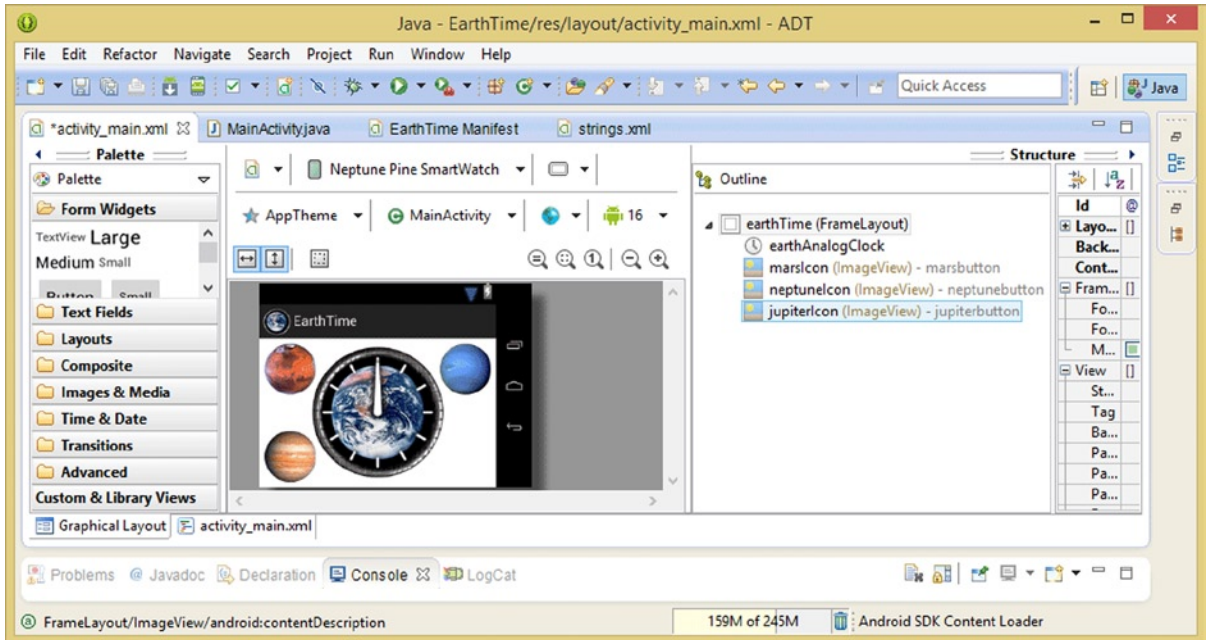 Java - EarthTime/res/layout/activity_main.xml - ADT
File Edit Refactor Navigate Search Project Run Window Help
Quick Access
Java
*activity_main.xml
MainActivity.java
EarthTime Manifest
strings.xml
Palette
Palette
Form Widgets
TextView Large
Medium Small
Button Small
Text Fields
Layouts
Composite
Images & Media
Time & Date
Transitions
Advanced
Custom & Library Views
Neptune Pine SmartWatch
AppTheme
MainActivity
16
EarthTime
Structure
Outline
earthTime (FrameLayout)
earthAnalogClock
marsIcon (ImageView) - marsbutton
neptuneIcon (ImageView) - neptunebutton
jupiterIcon (ImageView) - jupiterbutton
Id @
Layo... []
Back...
Cont...
Fram... []
Fo...
Fo...
M...
View []
St...
Tag
Ba...
Pa...
Pa...
Pa...
Graphical Layout
activity_main.xml
Problems @ Javadoc Declaration Console LogCat
FrameLayout/ImageView/android:contentDescription
159M of 245M
Android SDK Content Loader